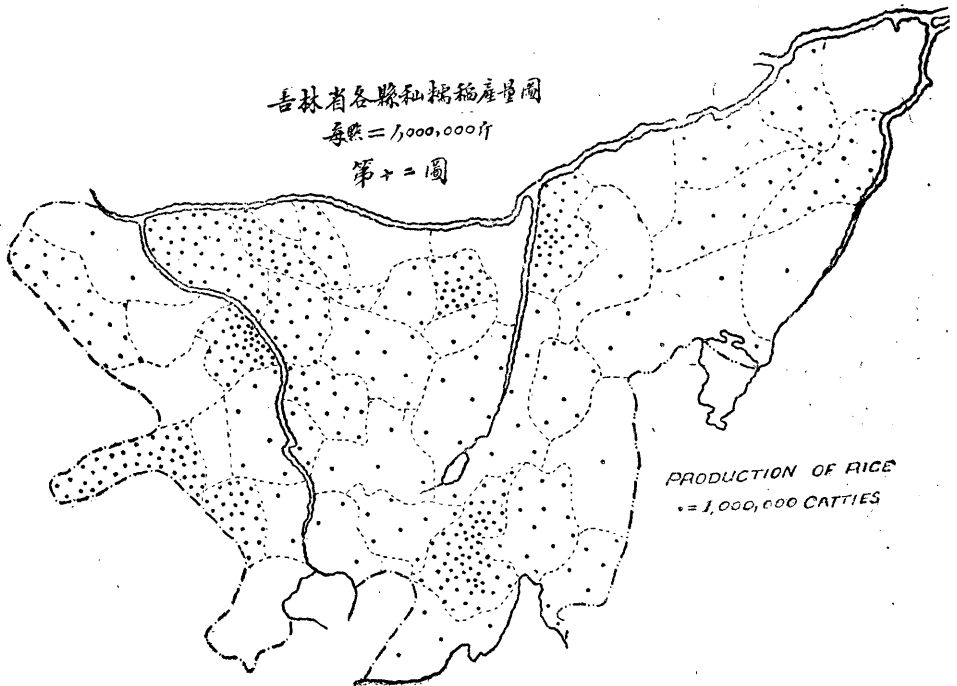 吉林省各縣秈糯稻產量圖
每點=1,000,000斤
第十二圖
PRODUCTION OF RICE
•=1,000,000 CATTIES